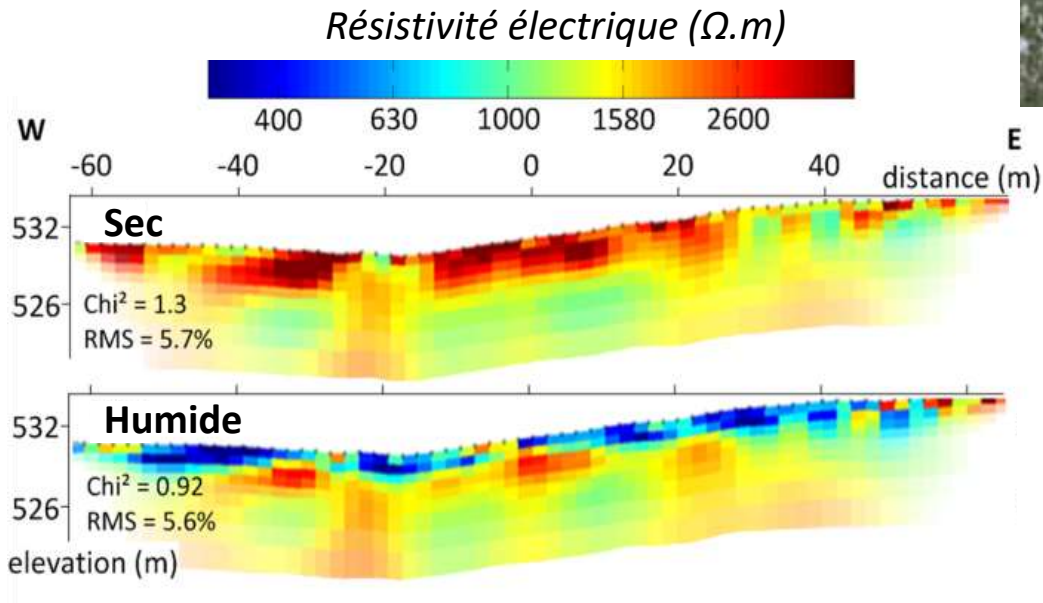 Résistivité électrique (Ω.m)
400 630 1000 1580 2600
W E
-60 -40 -20 0 20 40 distance (m)
Sec
532
526
Chi² = 1.3
RMS = 5.7%
Humide
532
Chi² = 0.92
526
RMS = 5.6%
elevation (m)